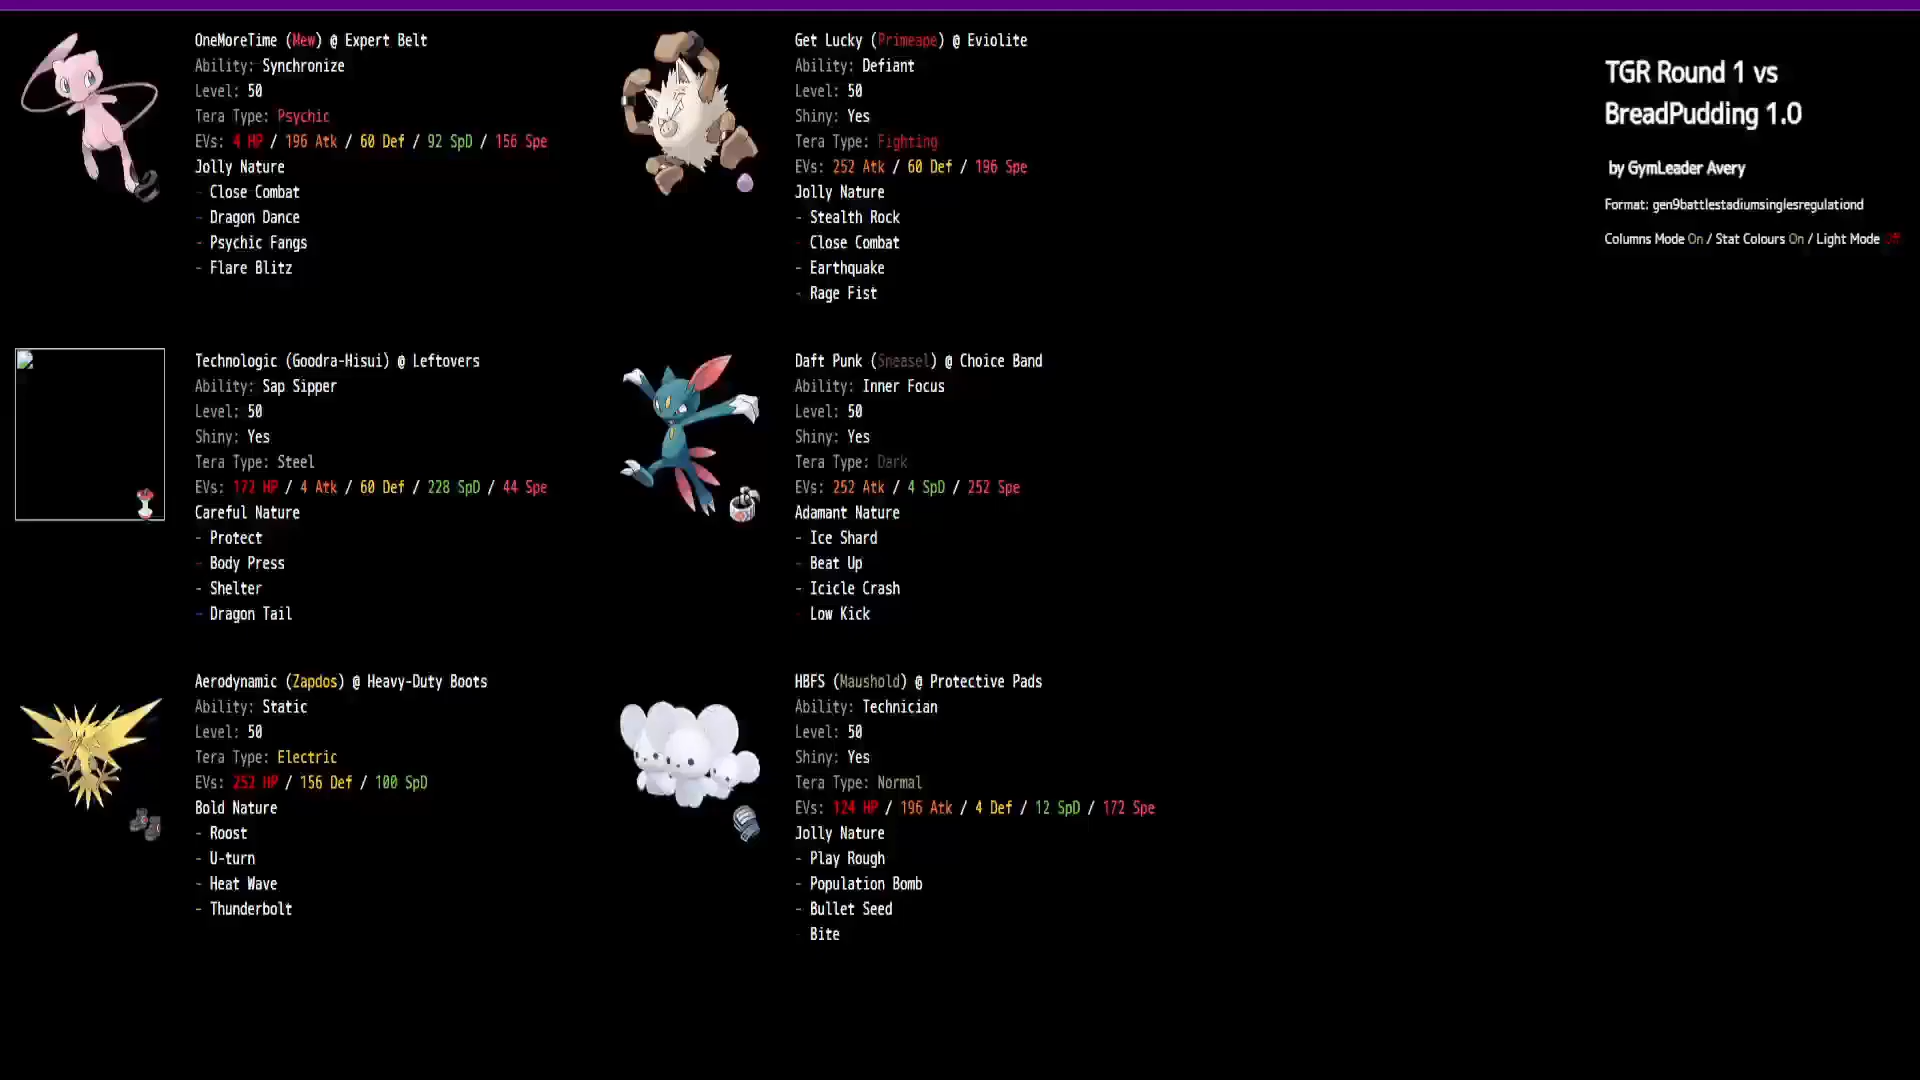 OneMoreTime (Mew) @ Expert Belt
Ability: Synchronize
Level: 50
Tera Type: Psychic
EVs: 4 HP / 196 Atk / 60 Def / 92 SpD / 156 Spe
Jolly Nature
- Close Combat
- Dragon Dance
- Psychic Fangs
- Flare Blitz
Get Lucky (Primeape) @ Eviolite
Ability: Defiant
Level: 50
Shiny: Yes
Tera Type: Fighting
EVs: 252 Atk / 60 Def / 196 Spe
Jolly Nature
- Stealth Rock
- Close Combat
- Earthquake
- Rage Fist
Technologic (Goodra-Hisui) @ Leftovers
Ability: Sap Sipper
Level: 50
Shiny: Yes
Tera Type: Steel
EVs: 172 HP / 4 Atk / 60 Def / 228 SpD / 44 Spe
Careful Nature
- Protect
- Body Press
- Shelter
- Dragon Tail
Daft Punk (Sneasel) @ Choice Band
Ability: Inner Focus
Level: 50
Shiny: Yes
Tera Type: Dark
EVs: 252 Atk / 4 SpD / 252 Spe
Adamant Nature
- Ice Shard
- Beat Up
- Icicle Crash
- Low Kick
Aerodynamic (Zapdos) @ Heavy-Duty Boots
Ability: Static
Level: 50
Tera Type: Electric
EVs: 252 HP / 156 Def / 100 SpD
Bold Nature
- Roost
- U-turn
- Heat Wave
- Thunderbolt
HBFS (Maushold) @ Protective Pads
Ability: Technician
Level: 50
Shiny: Yes
Tera Type: Normal
EVs: 124 HP / 196 Atk / 4 Def / 12 SpD / 172 Spe
Jolly Nature
- Play Rough
- Population Bomb
- Bullet Seed
- Bite
TGR Round 1 vs
BreadPudding 1.0
by GymLeader Avery
Format: gen9battlestadiumsinglesregulationd
Columns Mode On / Stat Colours On / Light Mode Off